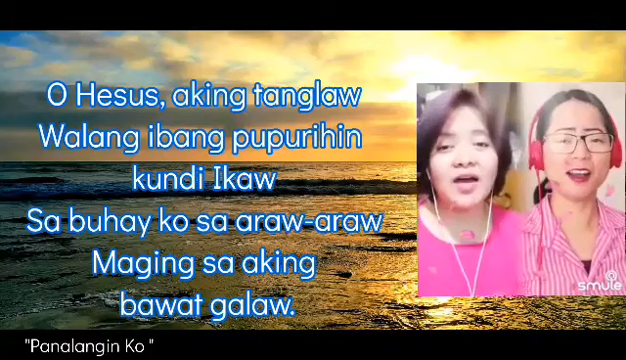 O Hesus, aking tanglaw
Walang ibang pupurihin
kundi Ikaw
Sa buhay ko sa araw-araw
Maging sa aking
bawat galaw.
smule
"Panalangin Ko "